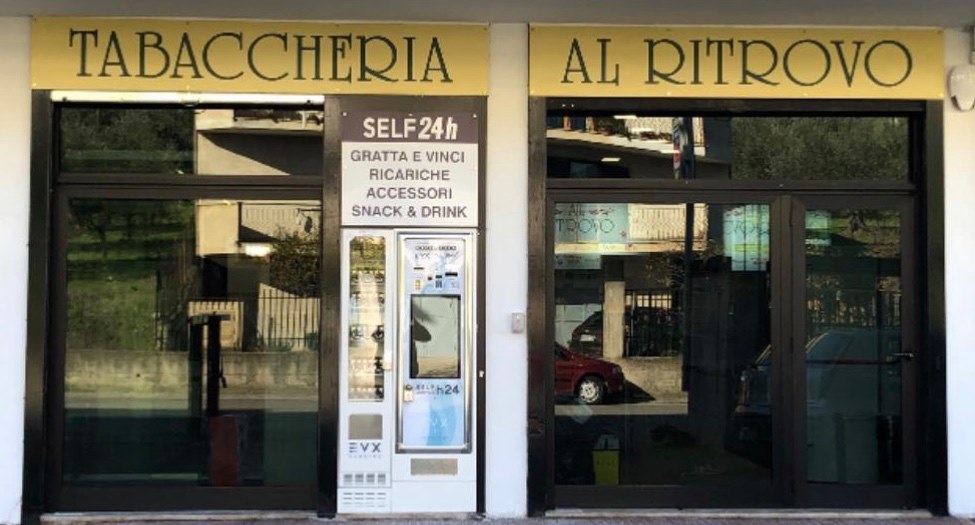 TABACCHERIA
AL RITROVO
SELF 24h
GRATTA E VINCI
RICARICHE
ACCESSORI
SNACK & DRINK
SELF
h24
EVX